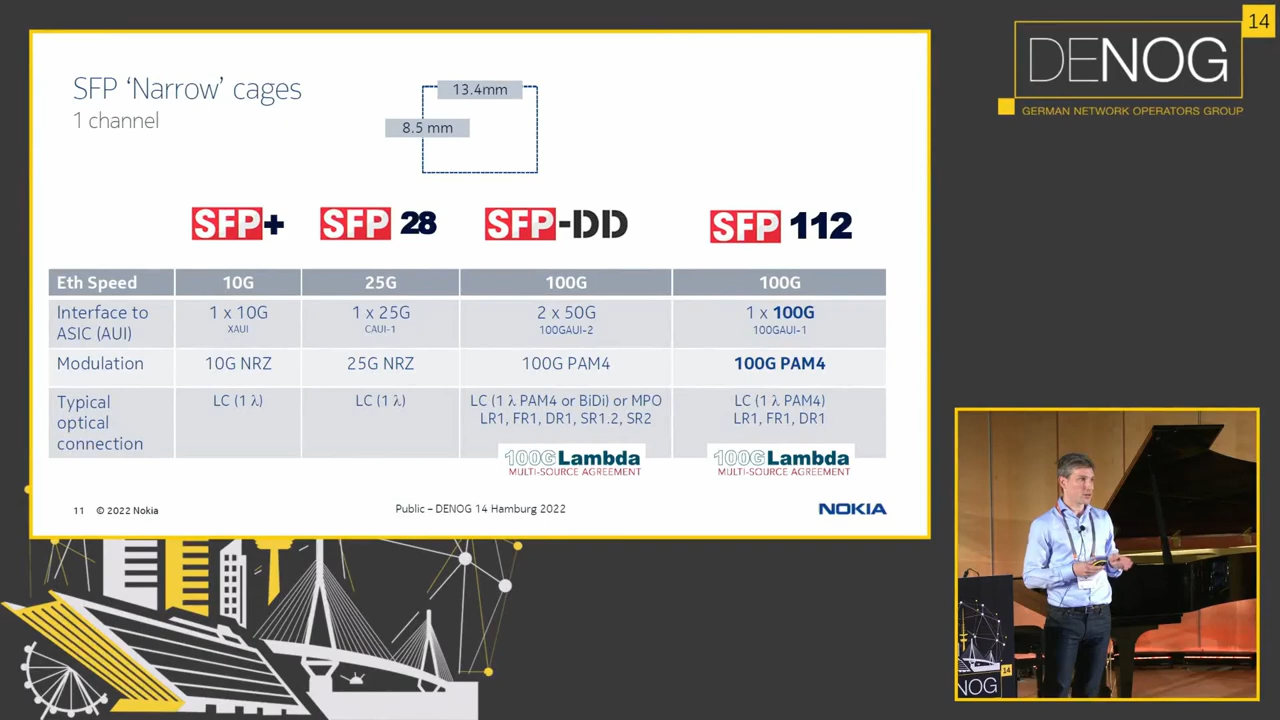 SFP 'Narrow' cages
1 channel
13.4mm
8.5 mm
SFP+
SFP 28
SFP-DD
SFP 112
Eth Speed 10G 25G 100G 100G
Interface to ASIC (AUI) 1 x 10G 1 x 25G 2 x 50G 1 x 100G
XAUI CAUI-1 100GAUI-2 100GAUI-1
Modulation 10G NRZ 25G NRZ 100G PAM4 100G PAM4
Typical optical connection LC (1 λ) LC (1 λ) LC (1 λ PAM4 or BiDi) or MPO LC (1 λ PAM4)
LR1, FR1, DR1, SR1.2, SR2 LR1, FR1, DR1
100G Lambda 100G Lambda
MULTI-SOURCE AGREEMENT MULTI-SOURCE AGREEMENT
11 © 2022 Nokia
Public – DENOG 14 Hamburg 2022
NOKIA
14
DENOG
GERMAN NETWORK OPERATORS GROUP
14
NOG